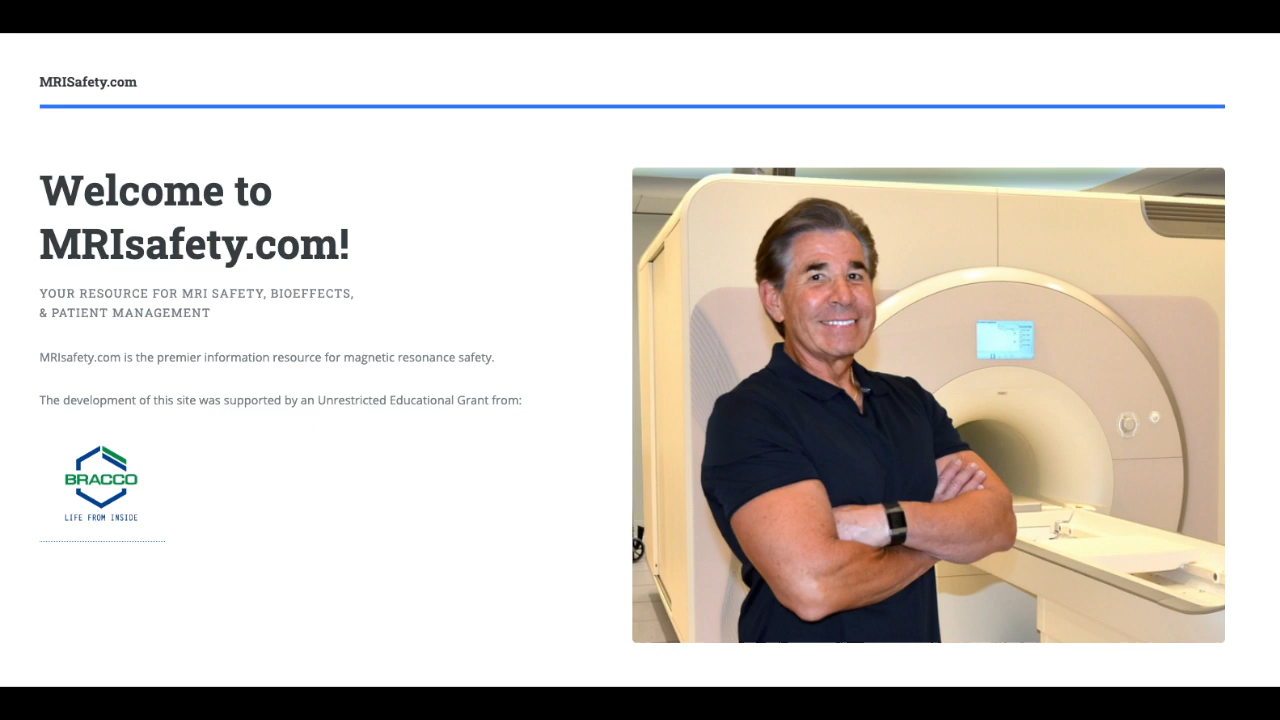 MRISafety.com
Welcome to
MRIsafety.com!
YOUR RESOURCE FOR MRI SAFETY, BIOEFFECTS,
& PATIENT MANAGEMENT
MRIsafety.com is the premier information resource for magnetic resonance safety.
The development of this site was supported by an Unrestricted Educational Grant from:
BRACCO
LIFE FROM INSIDE